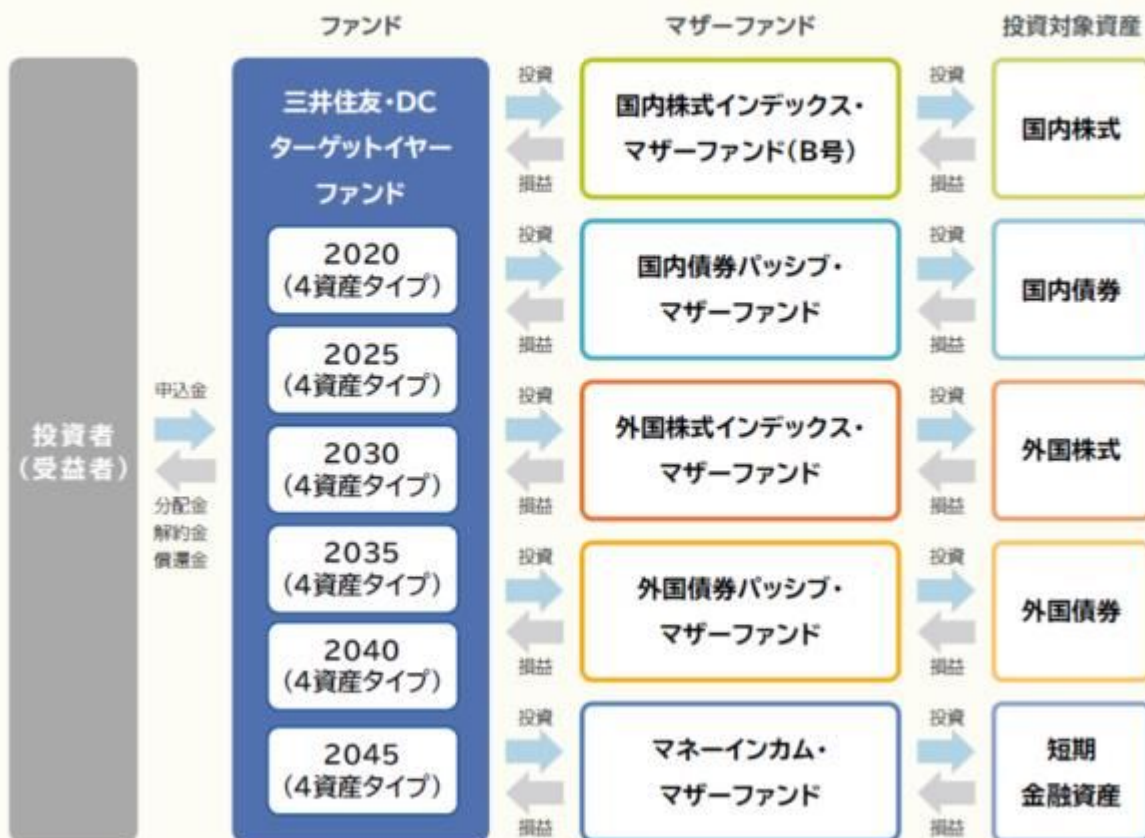 ファンド
マザーファンド
投資対象資産
投資者
(受益者)
申込金
分配金
解約金
償還金
三井住友・DC
ターゲットイヤー
ファンド
2020
(4資産タイプ)
2025
(4資産タイプ)
2030
(4資産タイプ)
2035
(4資産タイプ)
2040
(4資産タイプ)
2045
(4資産タイプ)
投資
損益
国内株式インデックス・
マザーファンド(B号)
投資
損益
国内株式
投資
損益
国内債券パッシブ・
マザーファンド
投資
損益
国内債券
投資
損益
外国株式インデックス・
マザーファンド
投資
損益
外国株式
投資
損益
外国債券パッシブ・
マザーファンド
投資
損益
外国債券
投資
損益
マネーインカム・
マザーファンド
投資
損益
短期
金融資産